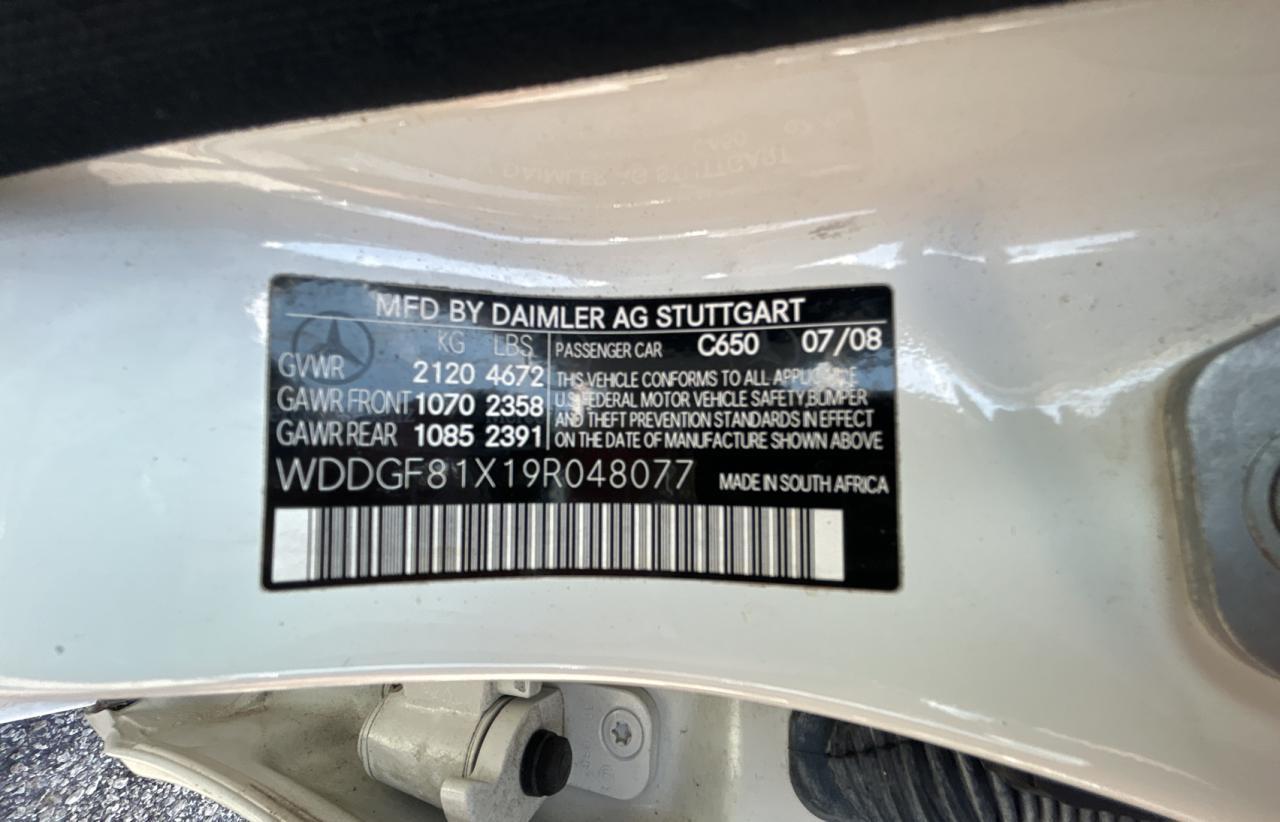 MFD BY DAIMLER AG STUTTGART
KG LBS
GVWR 2120 4672
GAWR FRONT 1070 2358
GAWR REAR 1085 2391
PASSENGER CAR C650 07/08
THIS VEHICLE CONFORMS TO ALL APPLICABLE
U.S. FEDERAL MOTOR VEHICLE SAFETY, BUMPER
AND THEFT PREVENTION STANDARDS IN EFFECT
ON THE DATE OF MANUFACTURE SHOWN ABOVE
WDDGF81X19R048077 MADE IN SOUTH AFRICA